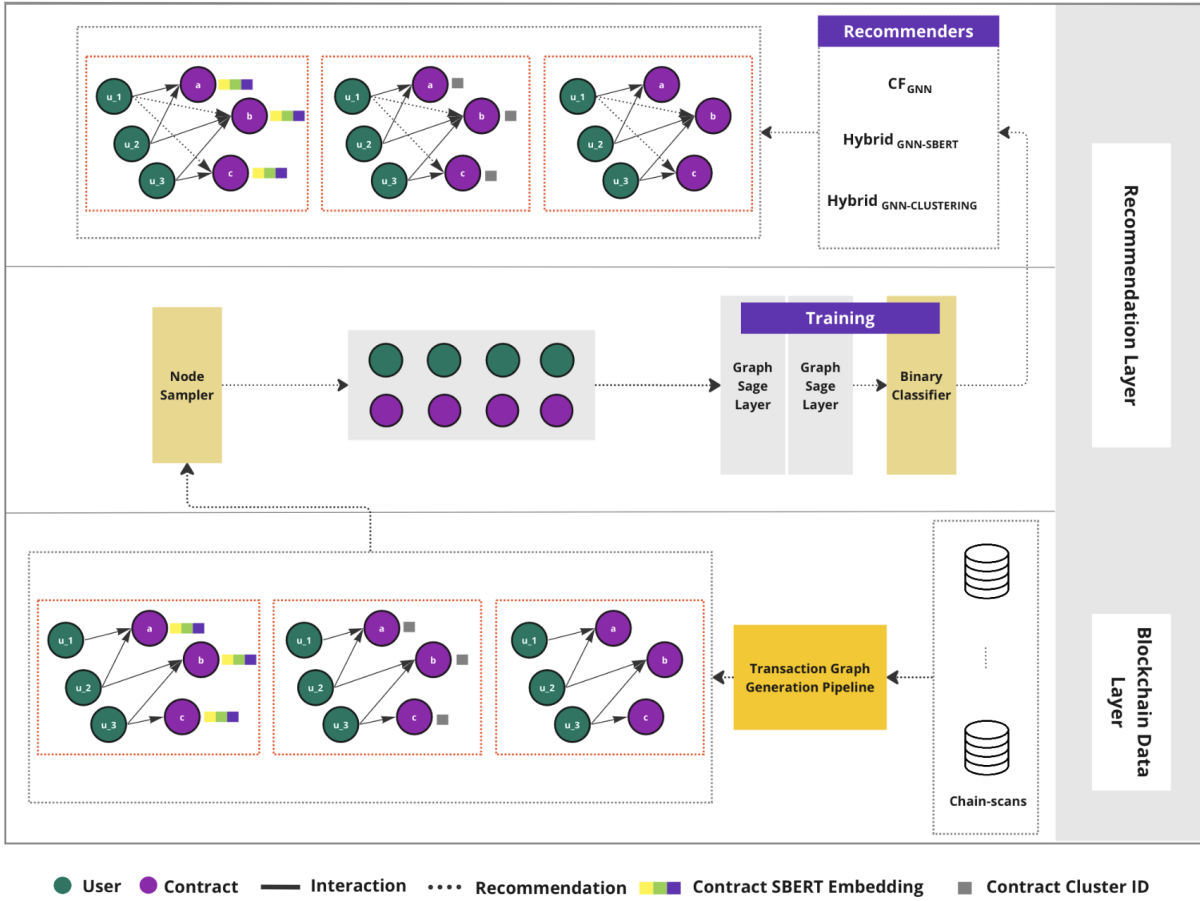 Recommenders
CF GNN
Hybrid GNN-SBERT
Hybrid GNN-CLUSTERING
u_1
u_2
u_3
a
b
c
u_1
u_2
u_3
a
b
c
u_1
u_2
u_3
a
b
c
Recommendation Layer
Node
Sampler
Training
Graph
Sage
Layer
Graph
Sage
Layer
Binary
Classifier
u_1
u_2
u_3
a
b
c
u_1
u_2
u_3
a
b
c
u_1
u_2
u_3
a
b
c
Transaction Graph
Generation Pipeline
Chain-scans
Blockchain Data
Layer
User
Contract
Interaction
Recommendation
Contract SBERT Embedding
Contract Cluster ID